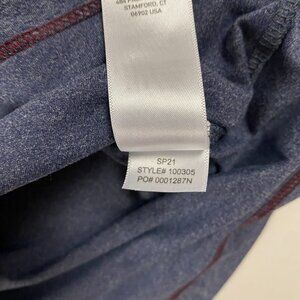 STAMFORD, CT
06902 USA
SP21
STYLE# 100305
PO# 0001287N